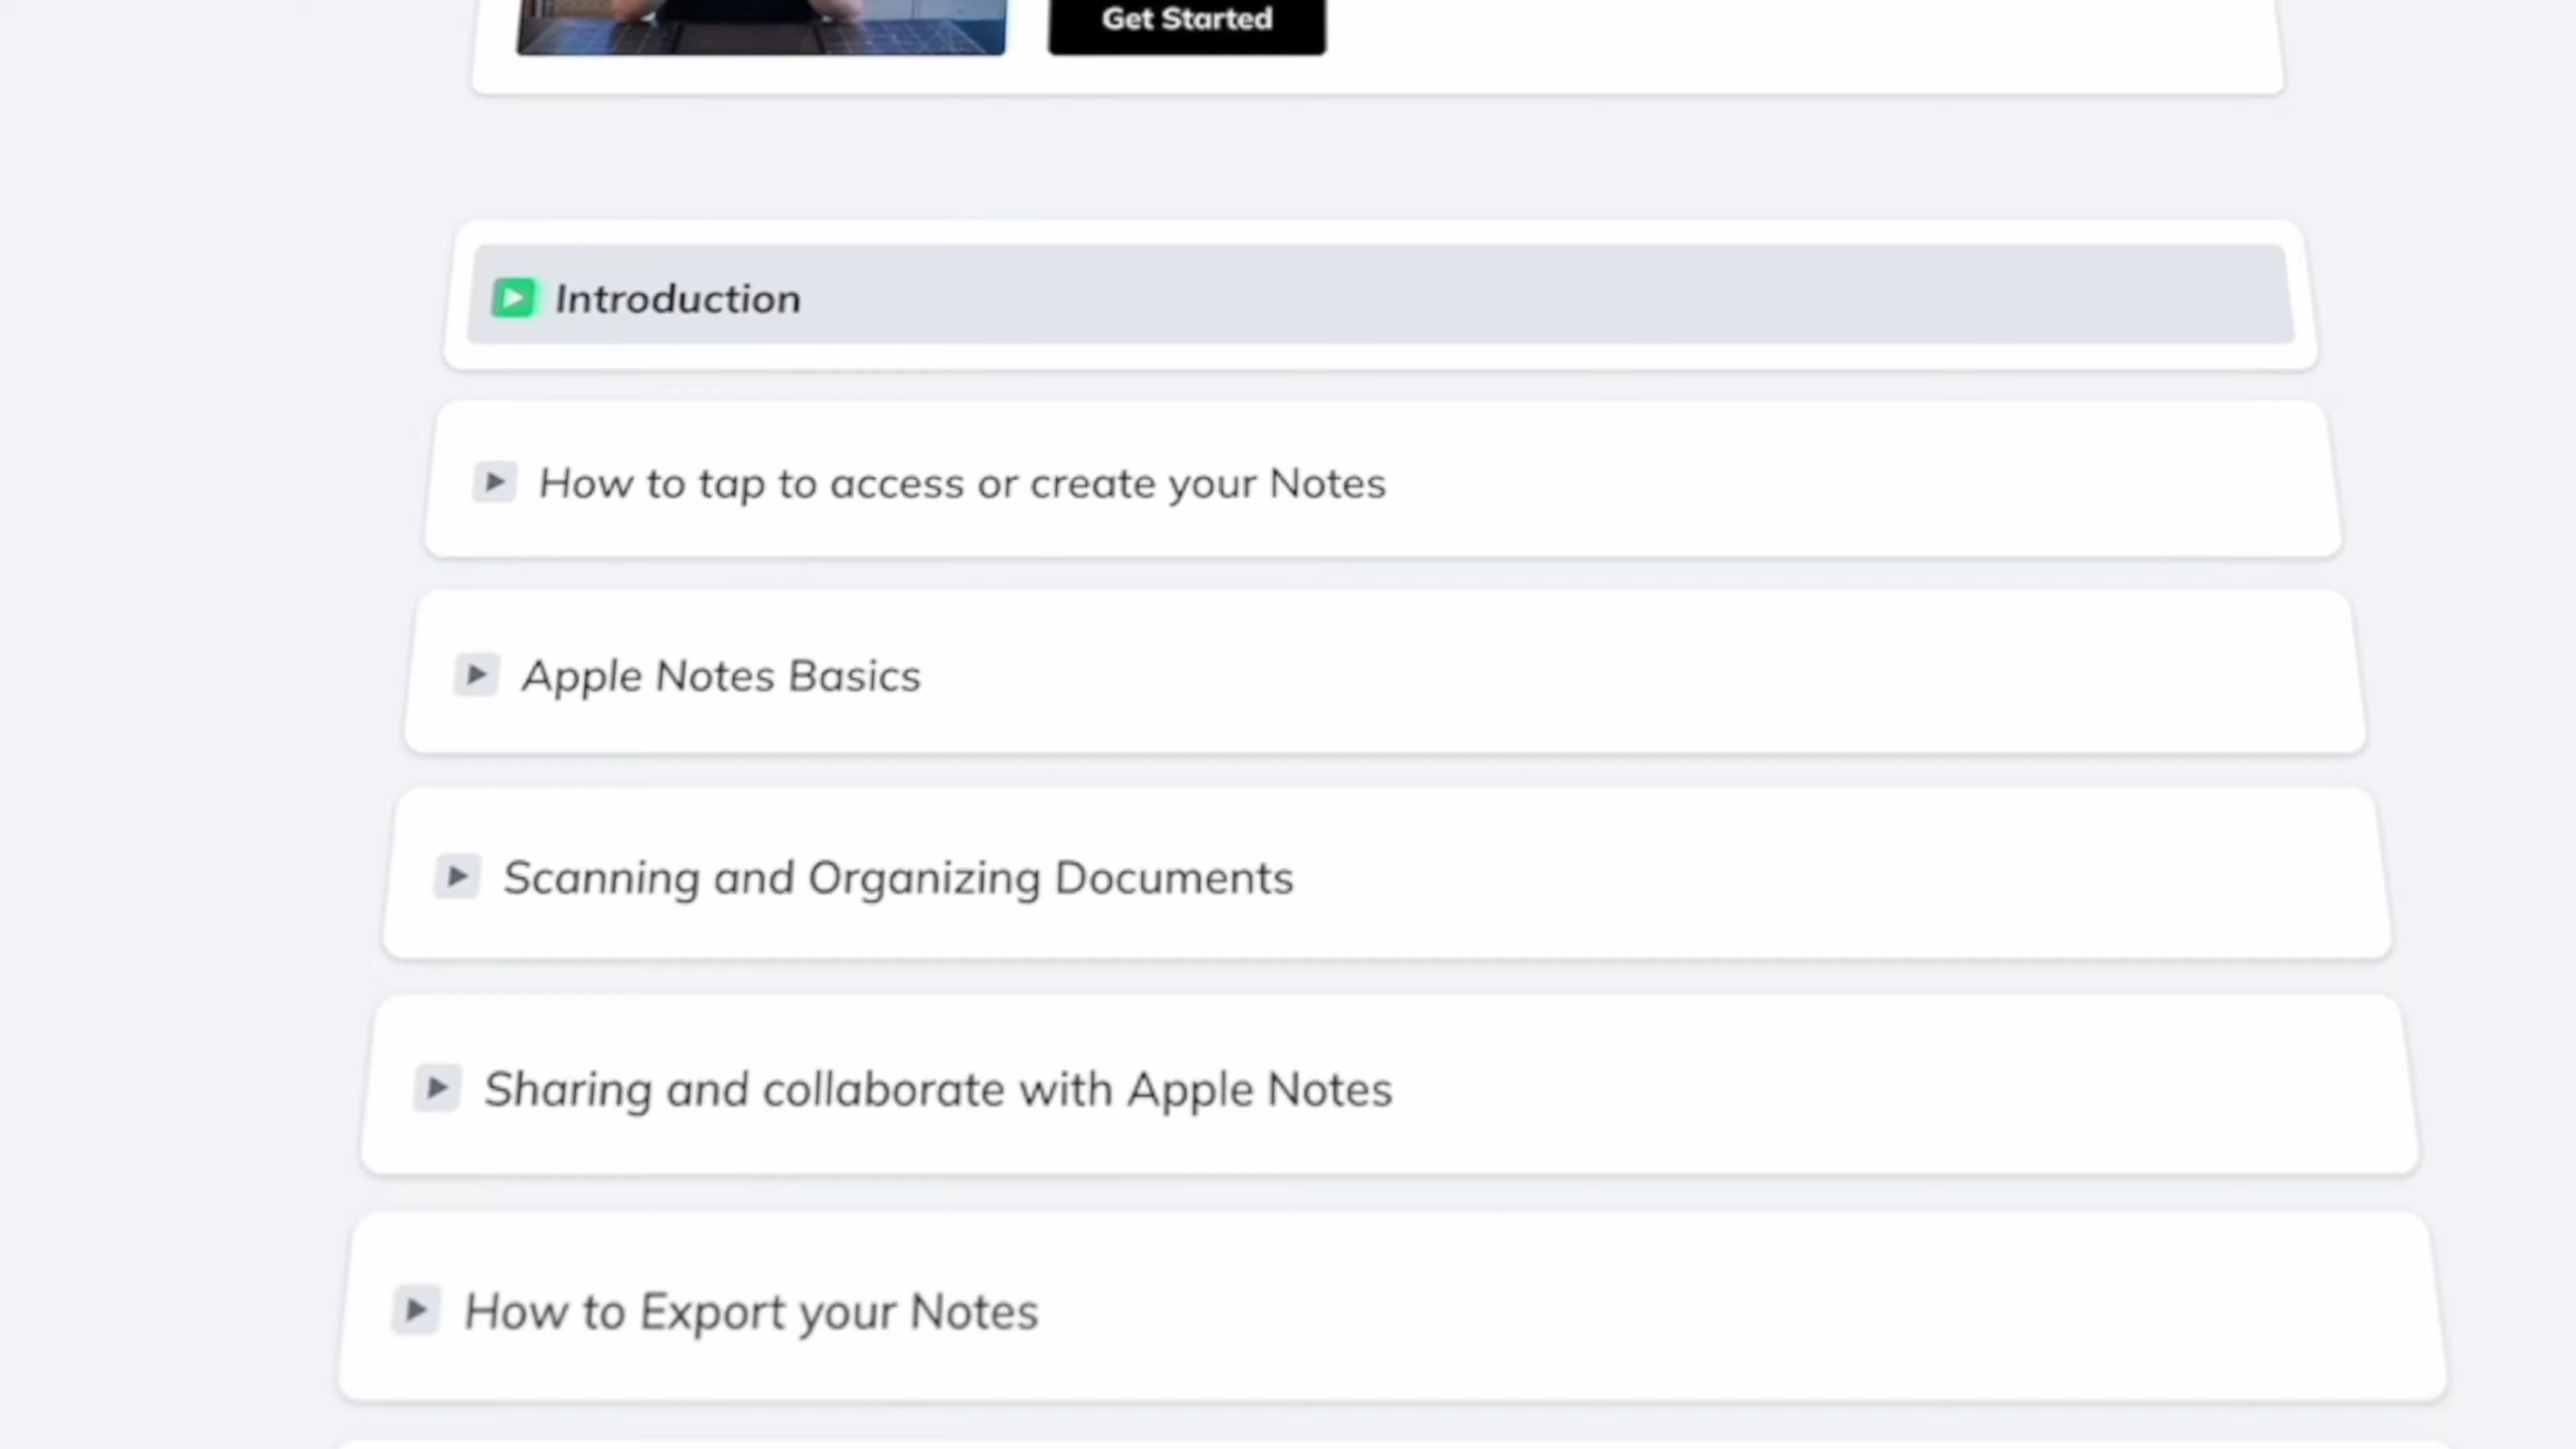 Get Started
Introduction
How to tap to access or create your Notes
Apple Notes Basics
Scanning and Organizing Documents
Sharing and collaborate with Apple Notes
How to Export your Notes